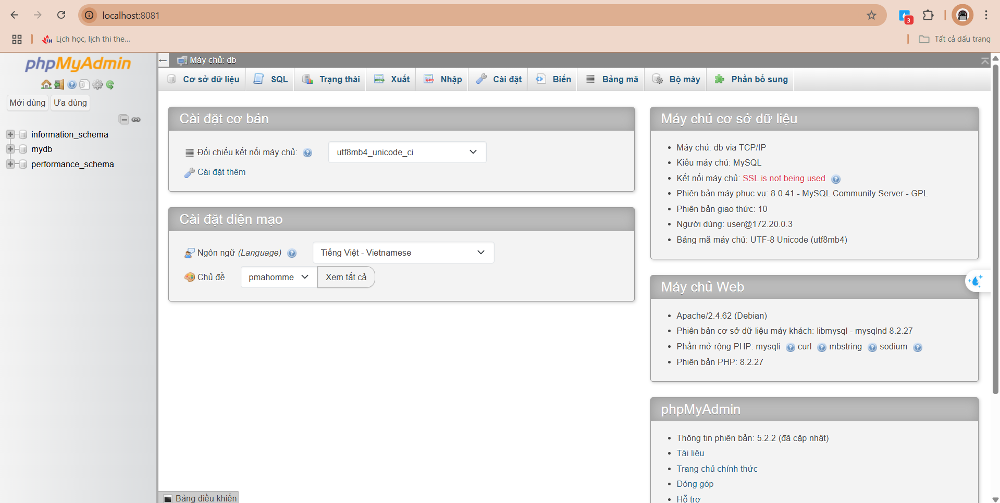 localhost:8081
3
Lịch học, lịch thi the...
Tất cả dấu trang
phpMyAdmin
Mới dùng
Ưa dùng
information_schema
mydb
performance_schema
Máy chủ: db
Cơ sở dữ liệu
SQL
Trạng thái
Xuất
Nhập
Cài đặt
Biến
Bảng mã
Bộ máy
Phần bổ sung
Cài đặt cơ bản
Đối chiếu kết nối máy chủ:
utf8mb4_unicode_ci
Cài đặt thêm
Cài đặt diện mạo
Ngôn ngữ (Language)
Tiếng Việt - Vietnamese
Chủ đề
pmahomme
Xem tất cả
Máy chủ cơ sở dữ liệu
Máy chủ: db via TCP/IP
Kiểu máy chủ: MySQL
Kết nối máy chủ: SSL is not being used
Phiên bản máy phục vụ: 8.0.41 - MySQL Community Server - GPL
Phiên bản giao thức: 10
Người dùng: user@172.20.0.3
Bảng mã máy chủ: UTF-8 Unicode (utf8mb4)
Máy chủ Web
Apache/2.4.62 (Debian)
Phiên bản cơ sở dữ liệu máy khách: libmysql - mysqlnd 8.2.27
Phần mở rộng PHP: mysqli curl mbstring sodium
Phiên bản PHP: 8.2.27
phpMyAdmin
Thông tin phiên bản: 5.2.2 (đã cập nhật)
Tài liệu
Trang chủ chính thức
Đóng góp
Hỗ trợ
Bảng điều khiển